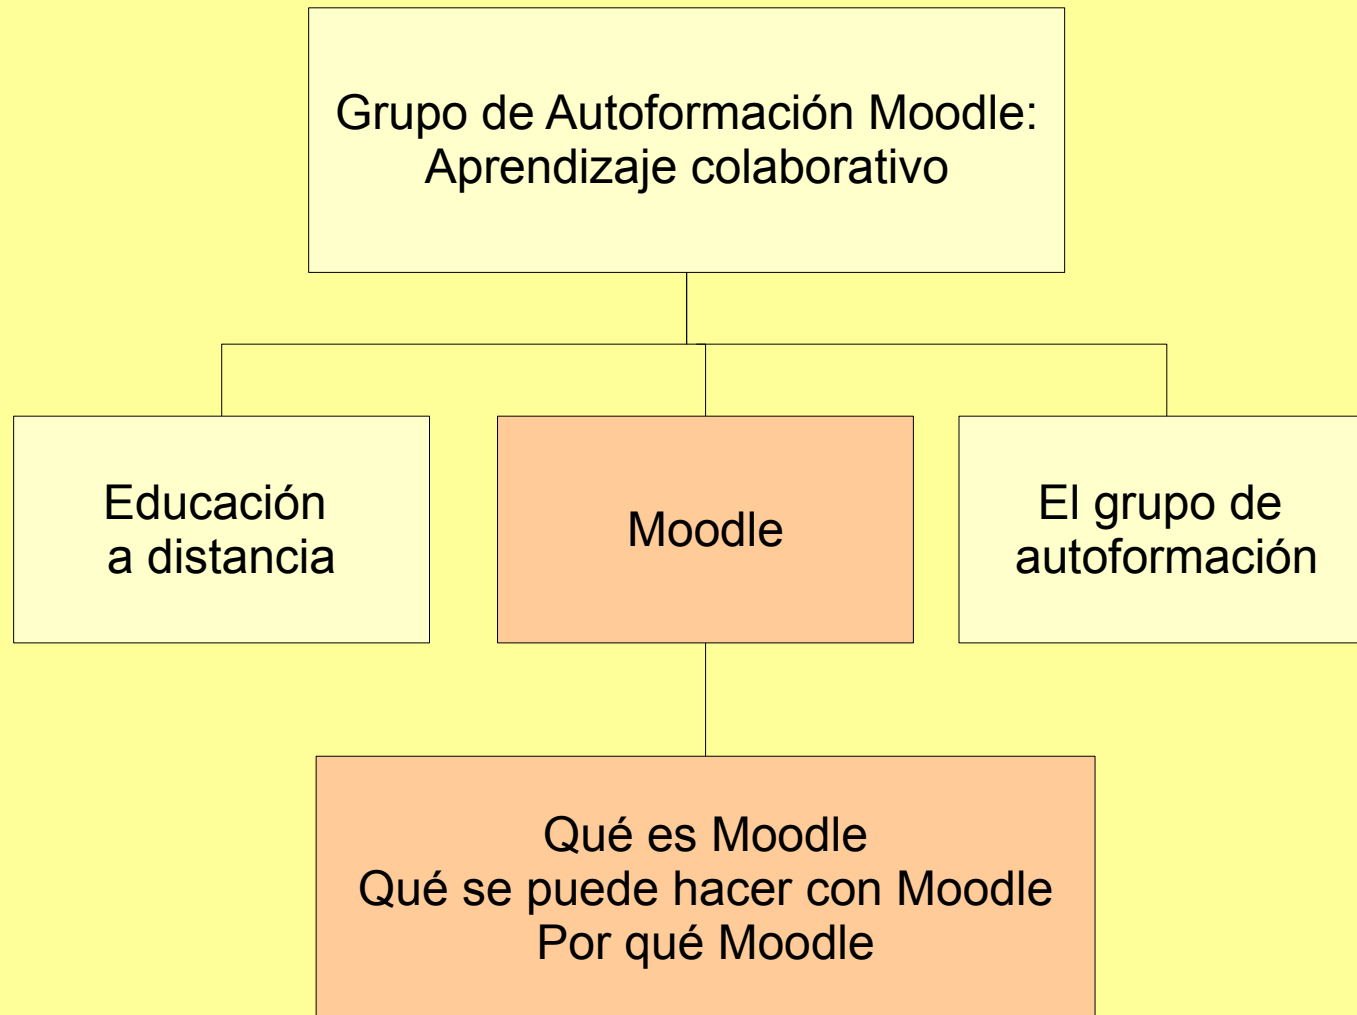 Grupo de Autoformación Moodle:
Aprendizaje colaborativo
Educación
a distancia
Moodle
El grupo de
autoformación
Qué es Moodle
Qué se puede hacer con Moodle
Por qué Moodle